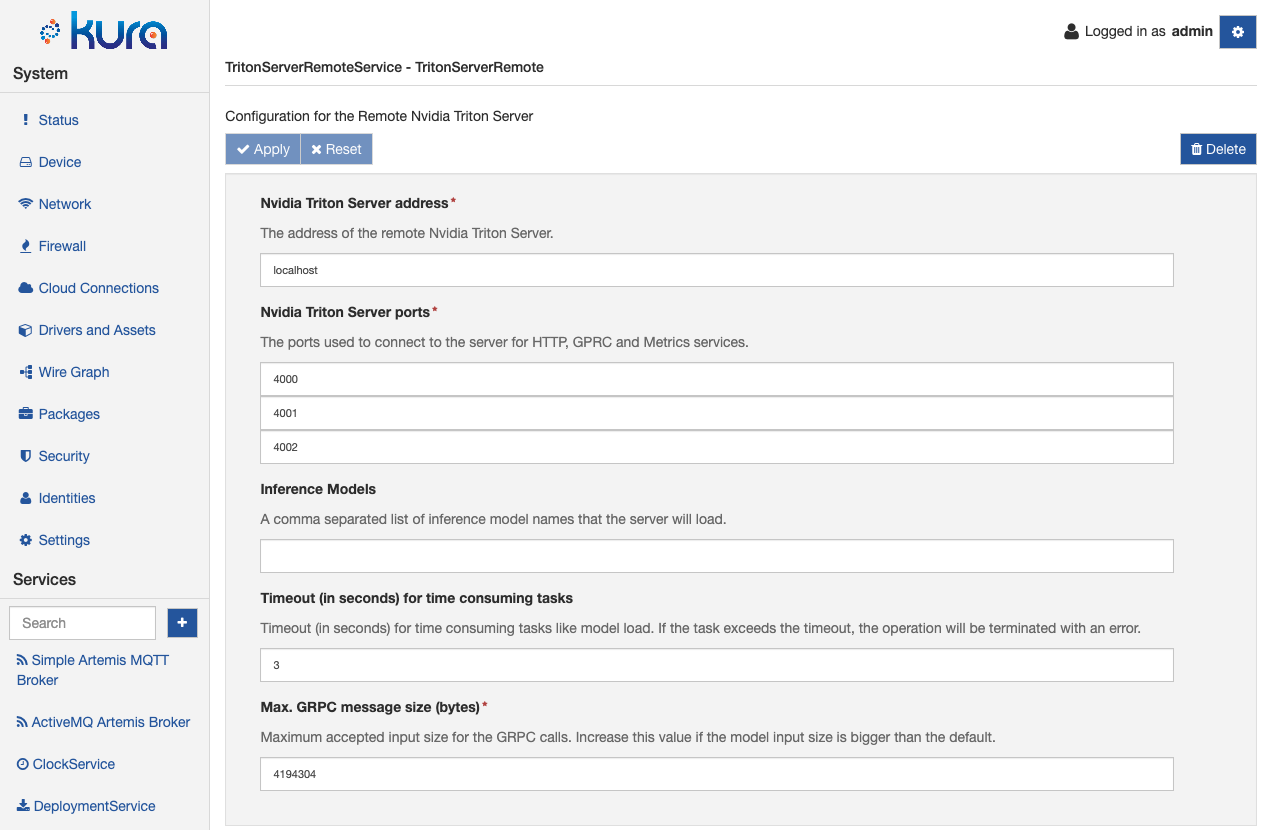 kura
System
Status
Device
Network
Firewall
Cloud Connections
Drivers and Assets
Wire Graph
Packages
Security
Identities
Settings
Services
Search
+
Simple Artemis MQTT
Broker
ActiveMQ Artemis Broker
ClockService
DeploymentService
Logged in as admin
TritonServerRemoteService - TritonServerRemote
Configuration for the Remote Nvidia Triton Server
Apply
Reset
Delete
Nvidia Triton Server address*
The address of the remote Nvidia Triton Server.
localhost
Nvidia Triton Server ports*
The ports used to connect to the server for HTTP, GPRC and Metrics services.
4000
4001
4002
Inference Models
A comma separated list of inference model names that the server will load.
Timeout (in seconds) for time consuming tasks
Timeout (in seconds) for time consuming tasks like model load. If the task exceeds the timeout, the operation will be terminated with an error.
3
Max. GRPC message size (bytes)*
Maximum accepted input size for the GRPC calls. Increase this value if the model input size is bigger than the default.
4194304